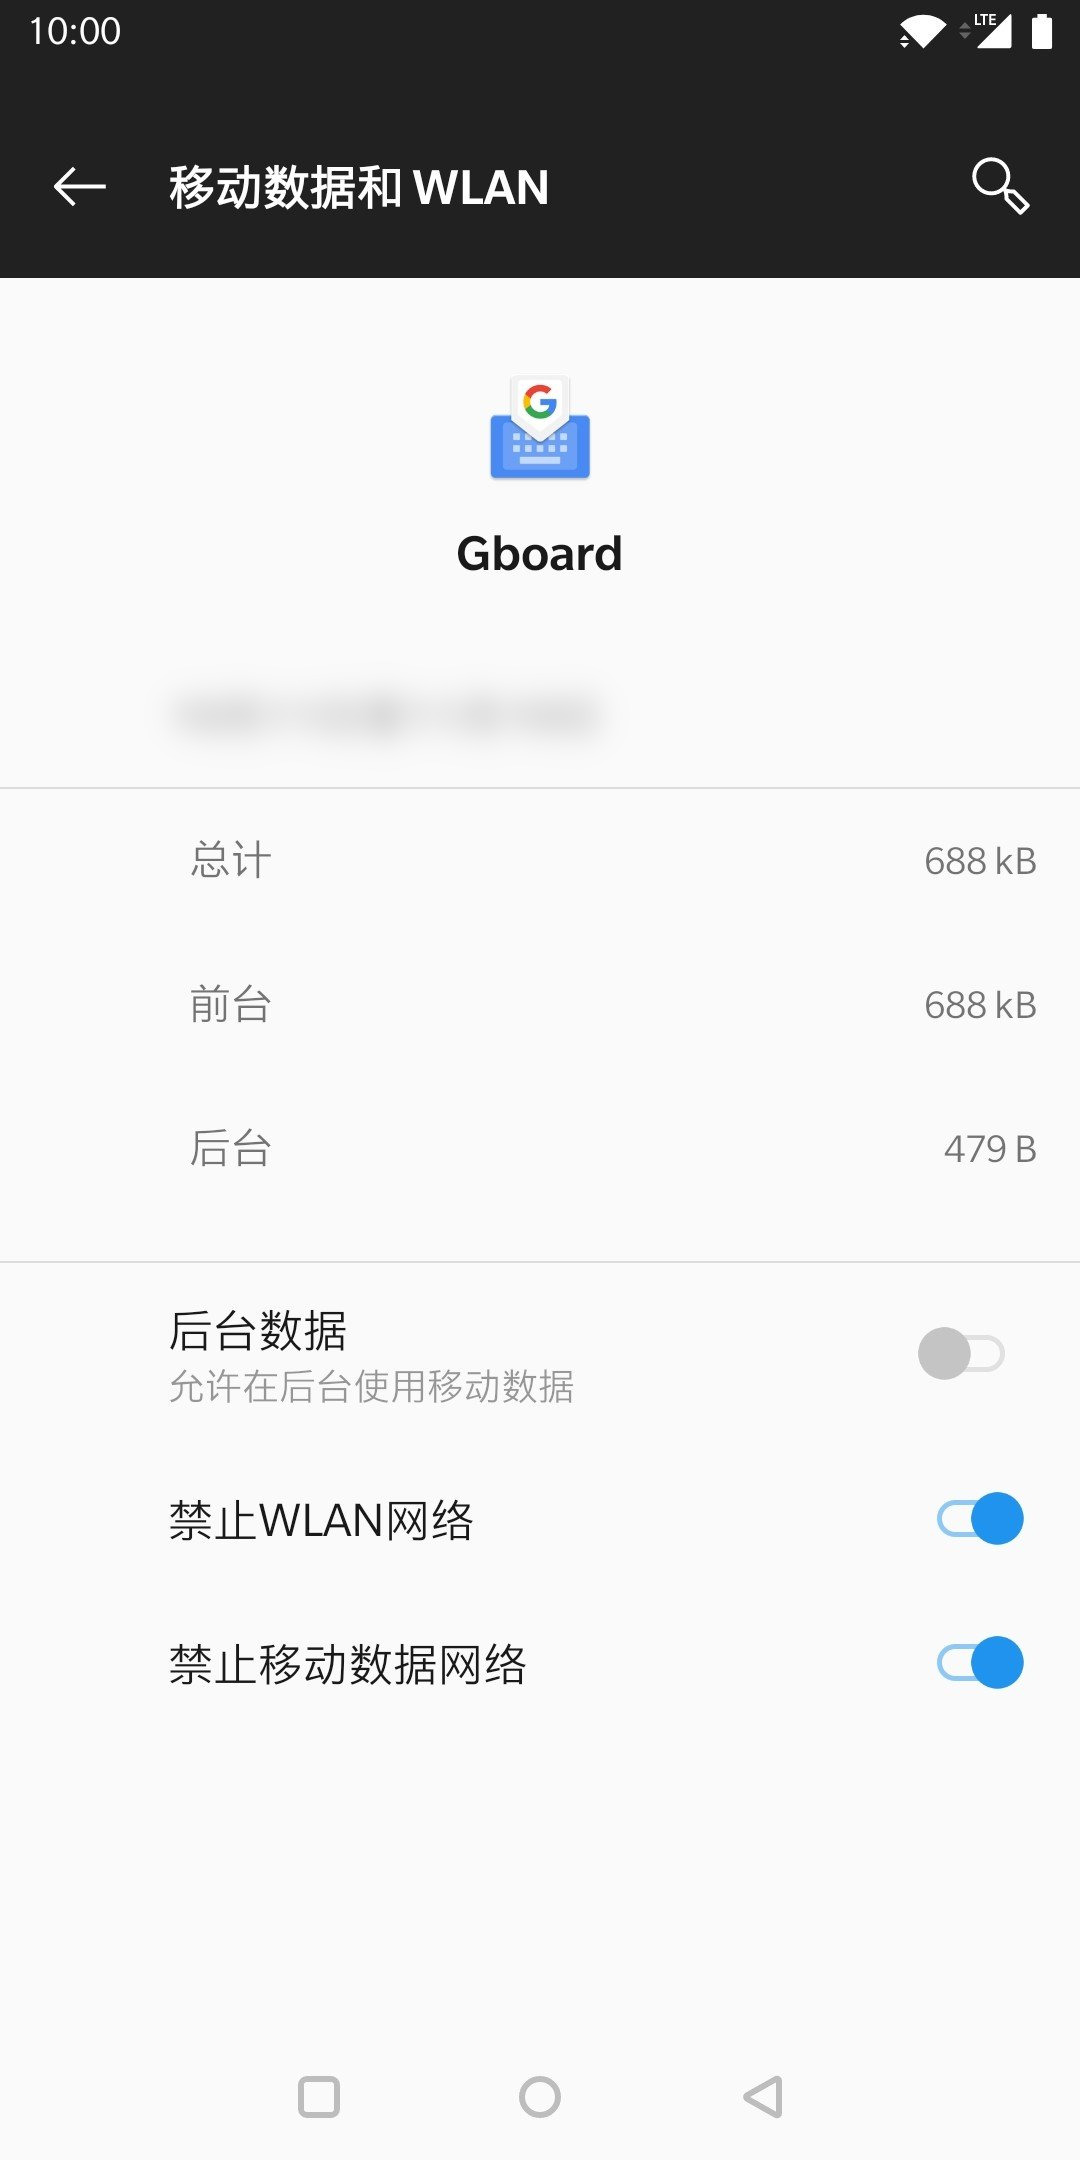 10:00
LTE
移动数据和 WLAN
G
Gboard
总计 688 kB
前台 688 kB
后台 479 B
后台数据
允许在后台使用移动数据
禁止WLAN网络
禁止移动数据网络